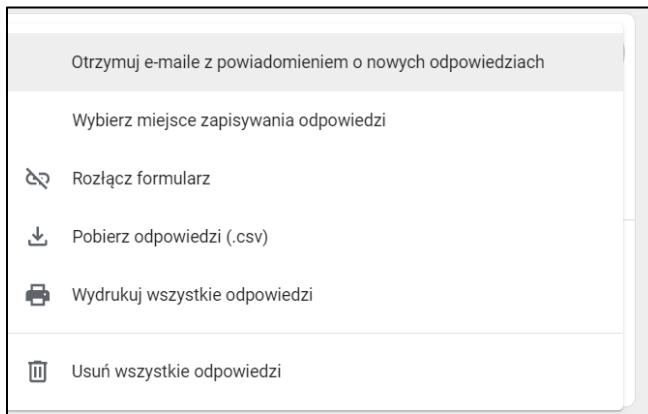 Otrzymuj e-maile z powiadomieniem o nowych odpowiedziach
Wybierz miejsce zapisywania odpowiedzi
Rozłącz formularz
Pobierz odpowiedzi (.csv)
Wydrukuj wszystkie odpowiedzi
Usuń wszystkie odpowiedzi